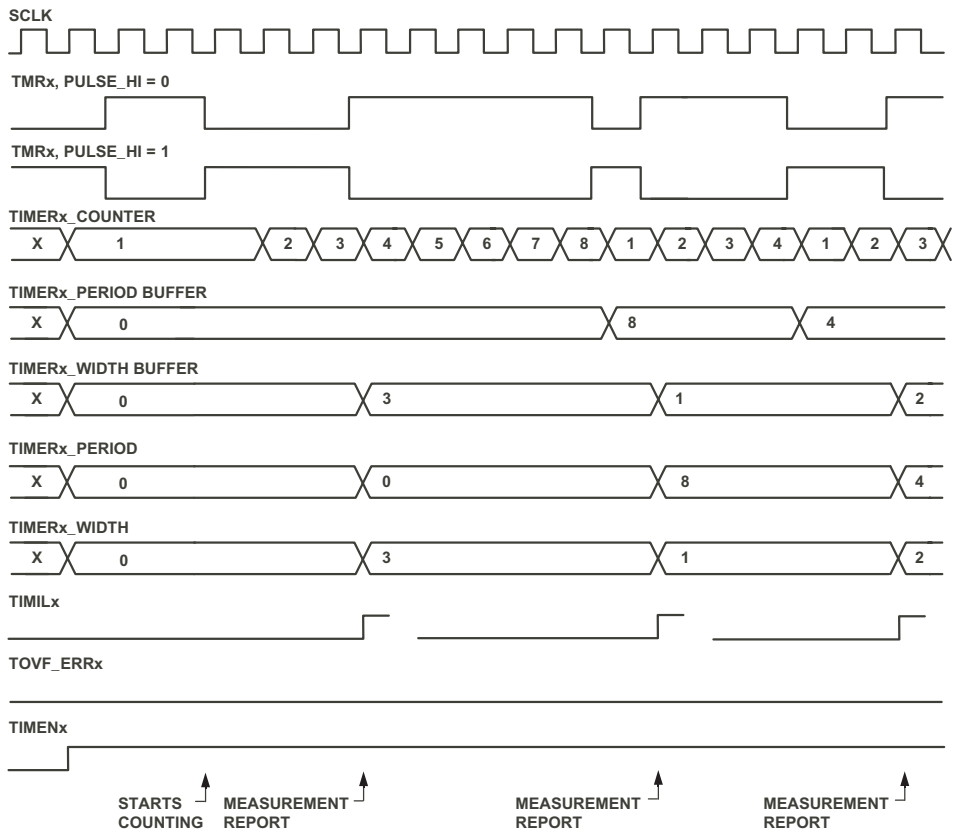 SCLK
TMRx, PULSE_HI = 0
TMRx, PULSE_HI = 1
TIMERx_COUNTER
X 1 2 3 4 5 6 7 8 1 2 3 4 1 2 3
TIMERx_PERIOD BUFFER
X 0 8 4
TIMERx_WIDTH BUFFER
X 0 3 1 2
TIMERx_PERIOD
X 0 0 8 4
TIMERx_WIDTH
X 0 3 1 2
TIMILx
TOVF_ERRx
TIMENx
STARTS MEASUREMENT MEASUREMENT MEASUREMENT
COUNTING REPORT REPORT REPORT